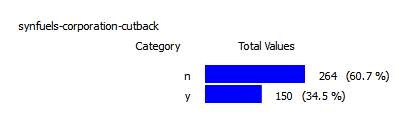 synfuels-corporation-cutback
Category Total Values
n 264 (60.7 %)
y 150 (34.5 %)